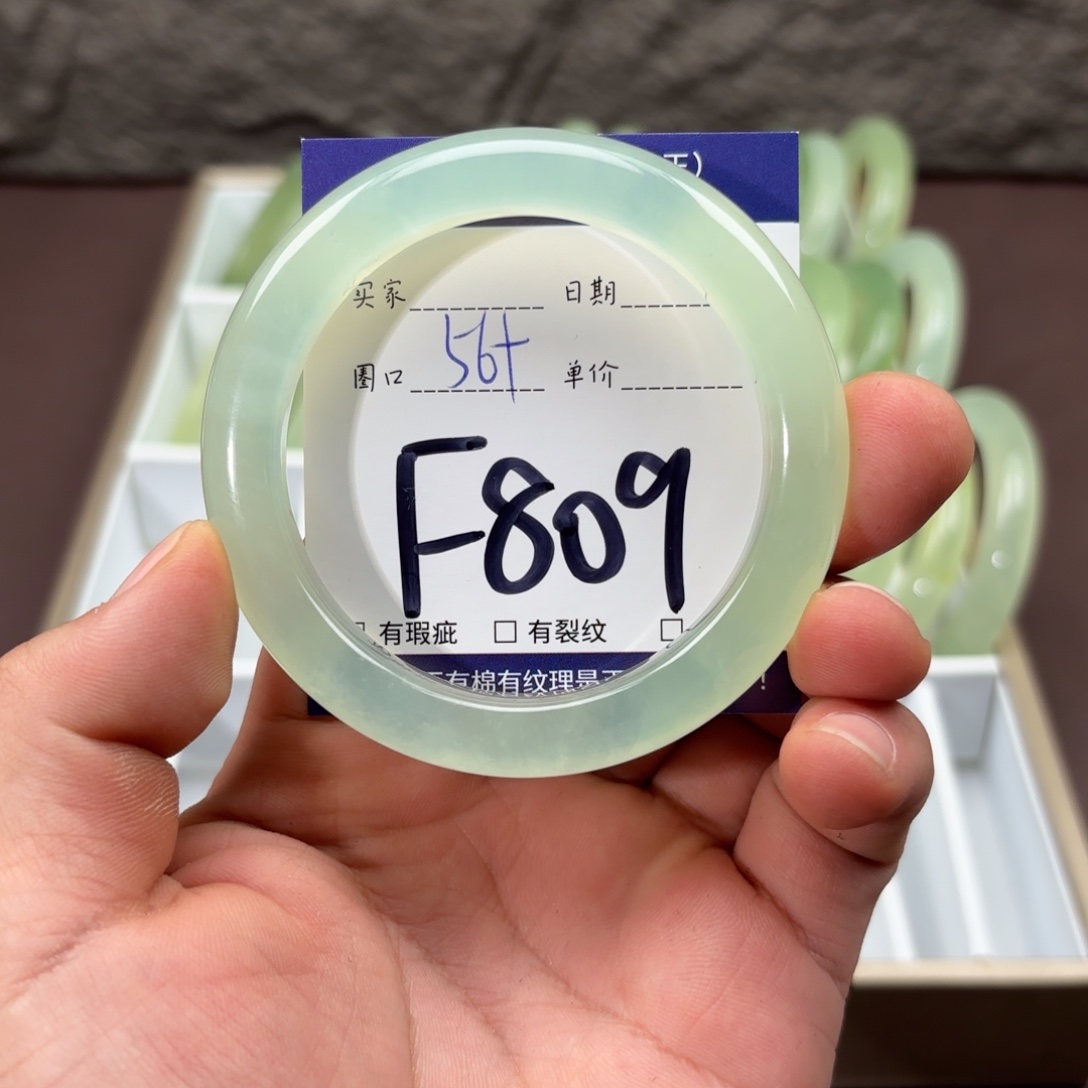 玉）
买家 日期
圈口 56+ 单价
F809
有瑕疵 □ 有裂纹 □
有棉有纹理是 ！